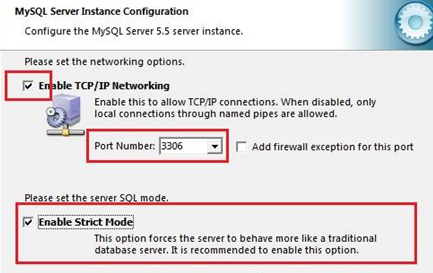 MySQL Server Instance Configuration
Configure the MySQL Server 5.5 server instance.
Please set the networking options.
Enable TCP/IP Networking
Enable this to allow TCP/IP connections. When disabled, only
local connections through named pipes are allowed.
Port Number: 3306 Add firewall exception for this port
Please set the server SQL mode.
Enable Strict Mode
This option forces the server to behave more like a traditional
database server. It is recommended to enable this option.